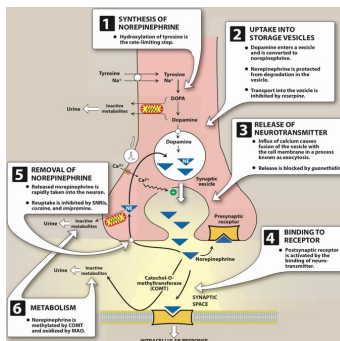 1 SYNTHESIS OF
NOREPINEPHRINE
• Hydroxylation of tyrosine is
the rate-limiting step.
2 UPTAKE INTO
STORAGE VESICLES
• Dopamine enters a vesicle
and is converted to
norepinephrine.
• Norepinephrine is protected
from degradation in the
vesicle.
• Transport into the vesicle is
inhibited by reserpine.
Tyrosine
Na+
Tyrosine
Na+
DOPA
Dopamine
Urine
Inactive
metabolites
Dopamine
NE
Synaptic
vesicle
Ca2+
Ca2+
3 RELEASE OF
NEUROTRANSMITTER
• Influx of calcium causes
fusion of the vesicle with
the cell membrane in a process
known as exocytosis.
• Release is blocked by guanethidin
5 REMOVAL OF
NOREPINEPHRINE
• Released norepinephrine is
rapidly taken into the neuron.
• Reuptake is inhibited by SNRIs,
cocaine, and imipramine.
NE
Urine
Inactive
metabolites
Presynaptic
receptor
Norepinephrine
4 BINDING TO
RECEPTOR
• Postsynaptic receptor
is activated by the
binding of neuro-
transmitter.
Urine
Inactive
metabolites
Catechol-O-
methyltransferase
(COMT)
SYNAPTIC
SPACE
6 METABOLISM
• Norepinephrine is
methylated by COMT
and oxidized by MAO.
INTRACELLULAR RESPONSE